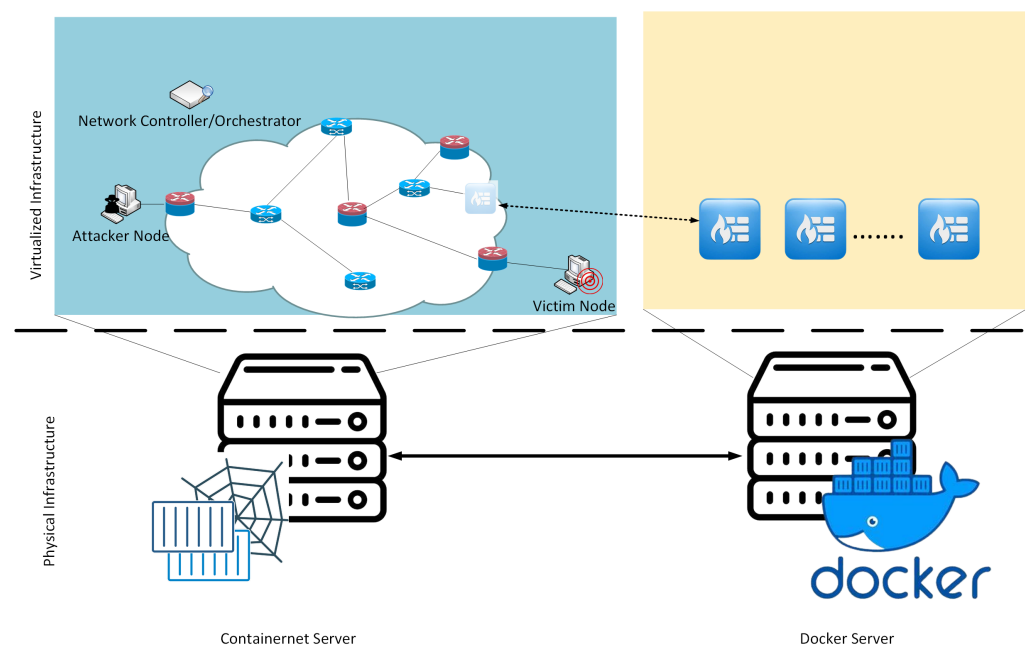 Virtualized Infrastructure
Network Controller/Orchestrator
Attacker Node
Victim Node
.......
Physical Infrastructure
docker
Containernet Server
Docker Server